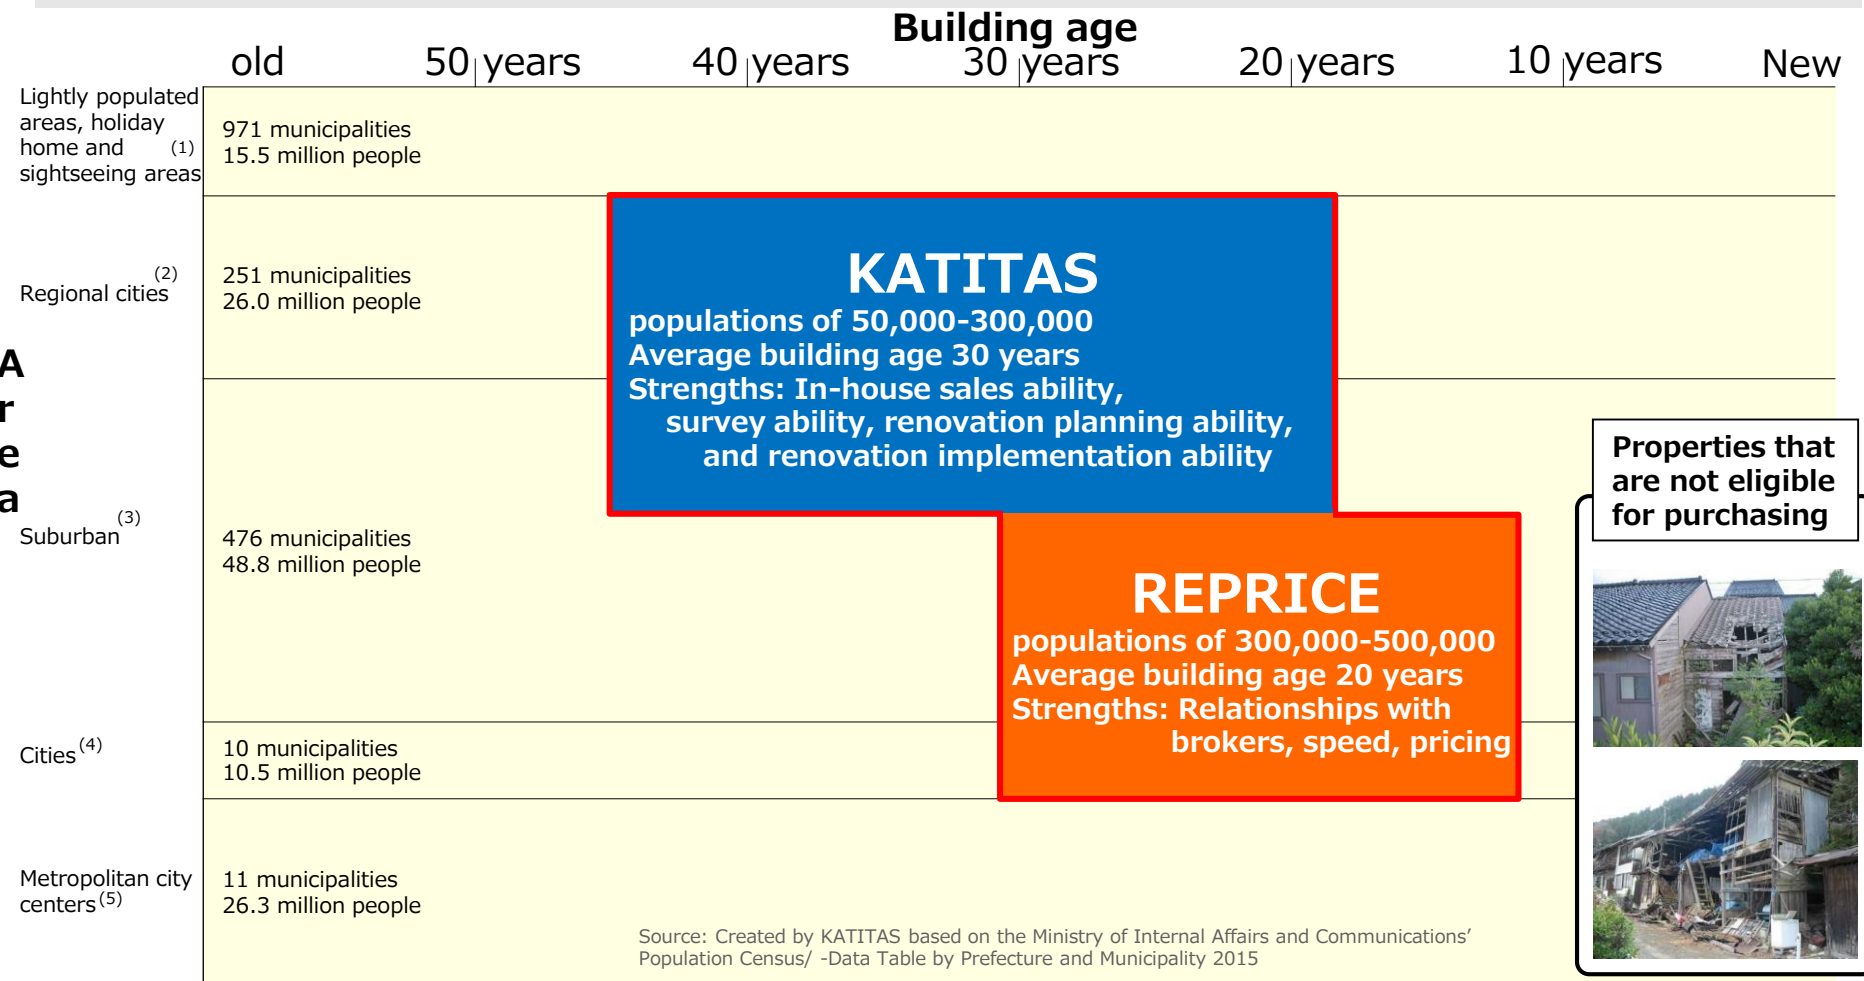 Building age
old
50 years
40 years
30 years
20 years
10 years
New
Lightly populated
areas, holiday
home and (1)
sightseeing areas
971 municipalities
15.5 million people
Regional cities (2)
251 municipalities
26.0 million people
KATITAS
populations of 50,000-300,000
Average building age 30 years
Strengths: In-house sales ability,
survey ability, renovation planning ability,
and renovation implementation ability
A
r
e
a
Suburban (3)
476 municipalities
48.8 million people
REPRICE
populations of 300,000-500,000
Average building age 20 years
Strengths: Relationships with
brokers, speed, pricing
Properties that
are not eligible
for purchasing
Cities (4)
10 municipalities
10.5 million people
Metropolitan city
centers (5)
11 municipalities
26.3 million people
Source: Created by KATITAS based on the Ministry of Internal Affairs and Communications’
Population Census/ -Data Table by Prefecture and Municipality 2015